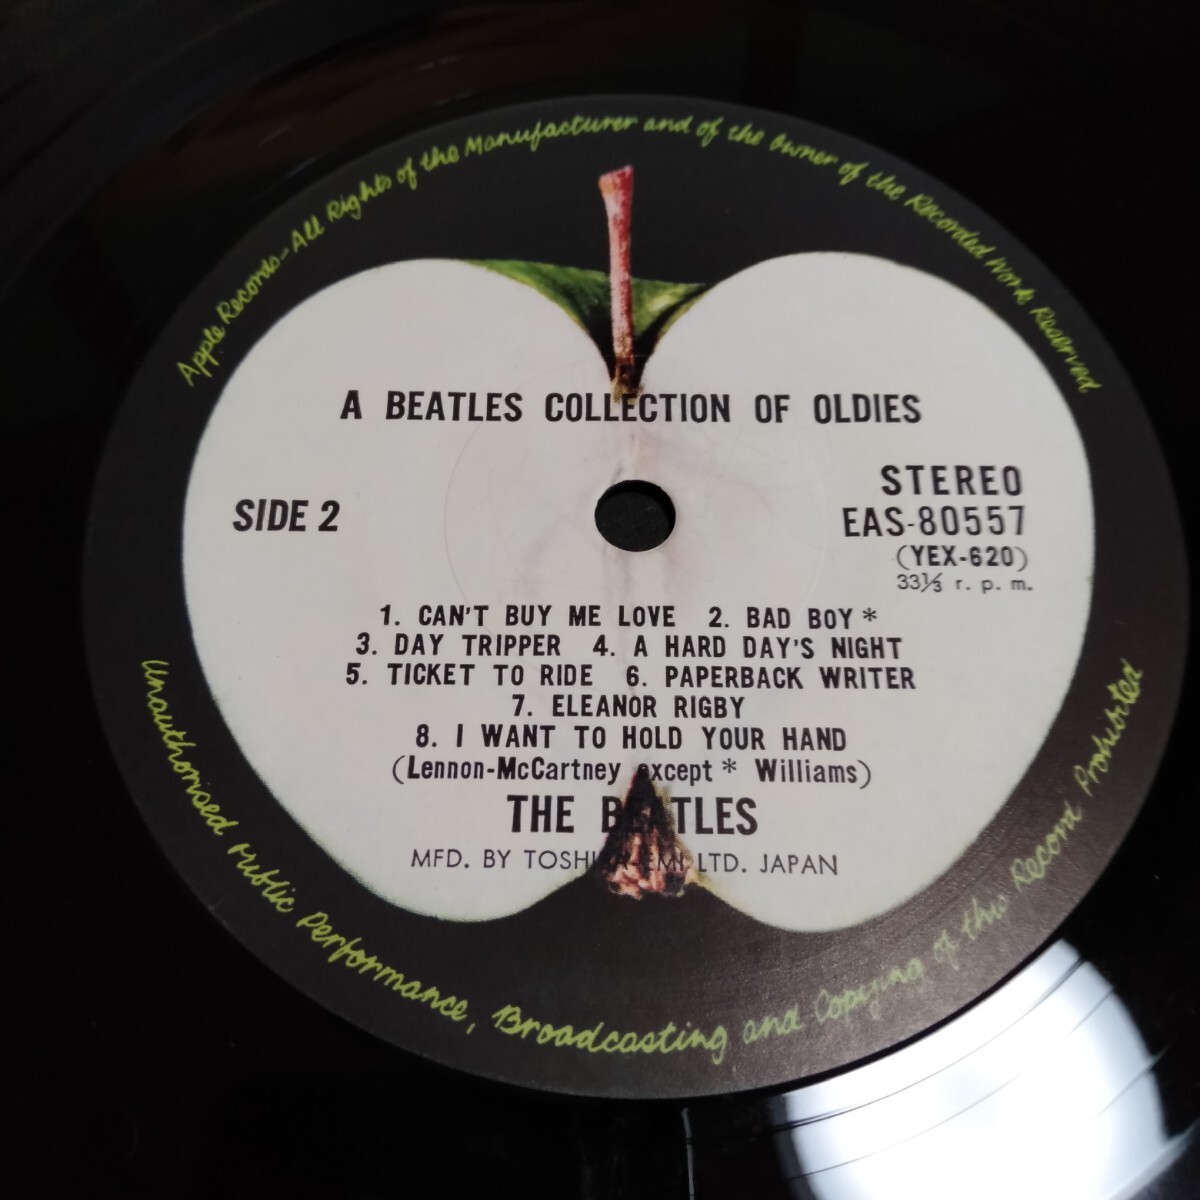 Apple Records-All Rights of the Manufacturer and of the Owner of the Recorded Work Reserved
A BEATLES COLLECTION OF OLDIES
STEREO
SIDE 2
EAS-80557
(YEX-620)
33⅓ r. p. m.
1. CAN'T BUY ME LOVE 2. BAD BOY *
3. DAY TRIPPER 4. A HARD DAY'S NIGHT
5. TICKET TO RIDE 6. PAPERBACK WRITER
7. ELEANOR RIGBY
8. I WANT TO HOLD YOUR HAND
(Lennon-McCartney except * Williams)
THE BEATLES
MFD. BY TOSHIBA-EMI LTD. JAPAN
Unauthorised Public Performance, Broadcasting and Copying of this Record Prohibited